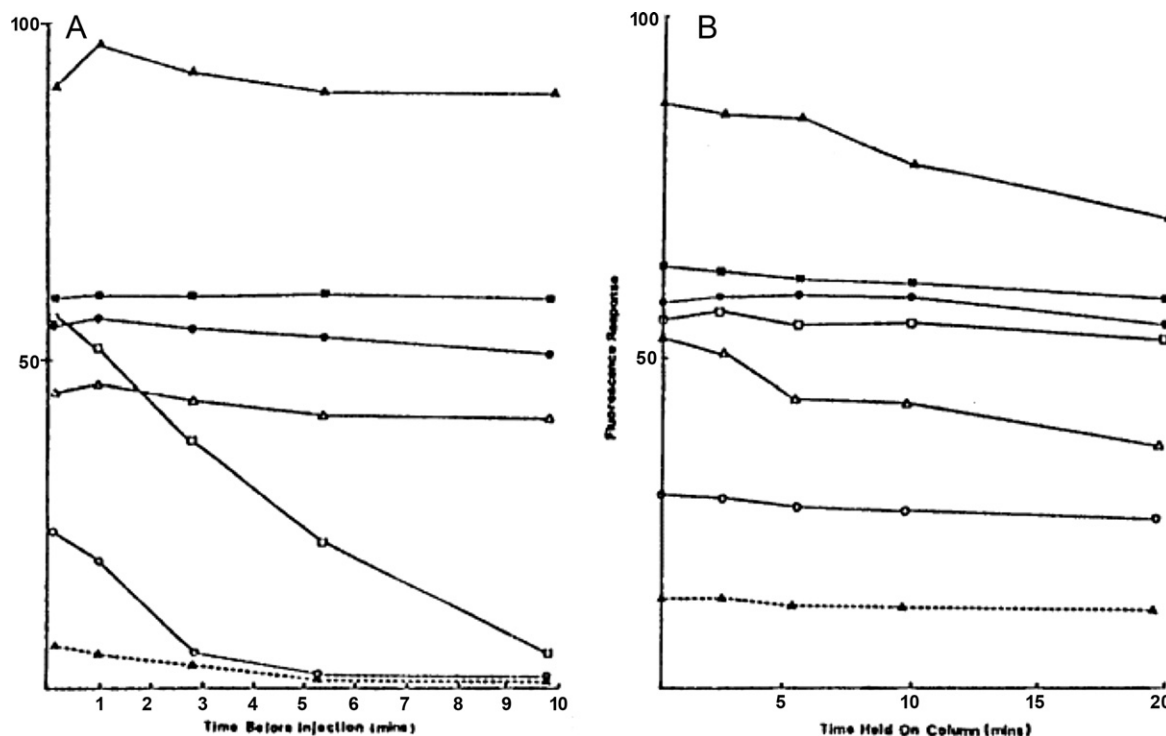 100
A
50
1 2 3 4 5 6 7 8 9 10
Time Before Injection (mins)
100
B
Fluorescence Response
50
5 10 15 20
Time Held On Column (mins)